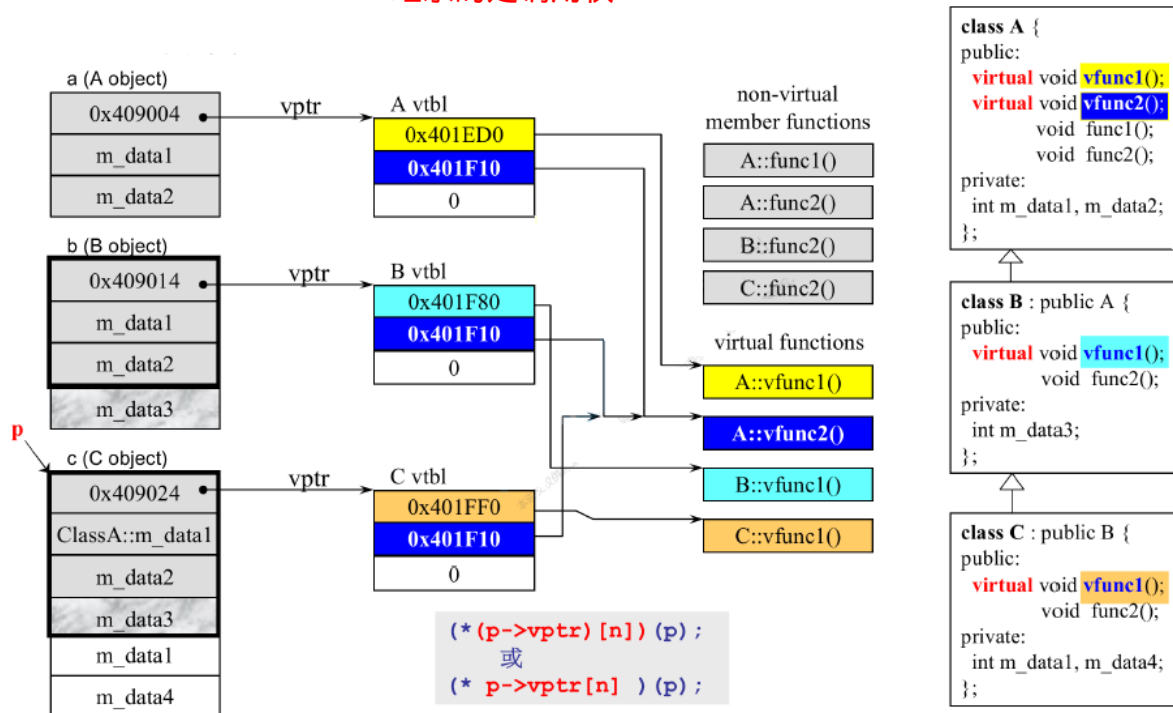 a (A object)
0x409004
m_data1
m_data2
vptr
A vtbl
0x401ED0
0x401F10
0
b (B object)
0x409014
m_data1
m_data2
m_data3
vptr
B vtbl
0x401F80
0x401F10
0
p
c (C object)
0x409024
ClassA::m_data1
m_data2
m_data3
m_data1
m_data4
vptr
C vtbl
0x401FF0
0x401F10
0
(*(p->vptr)[n])(p);
或
(* p->vptr[n] )(p);
non-virtual
member functions
A::func1()
A::func2()
B::func2()
C::func2()
virtual functions
A::vfunc1()
A::vfunc2()
B::vfunc1()
C::vfunc1()
class A {
public:
virtual void vfunc1();
virtual void vfunc2();
void func1();
void func2();
private:
int m_data1, m_data2;
};
class B : public A {
public:
virtual void vfunc1();
void func2();
private:
int m_data3;
};
class C : public B {
public:
virtual void vfunc1();
void func2();
private:
int m_data1, m_data4;
};